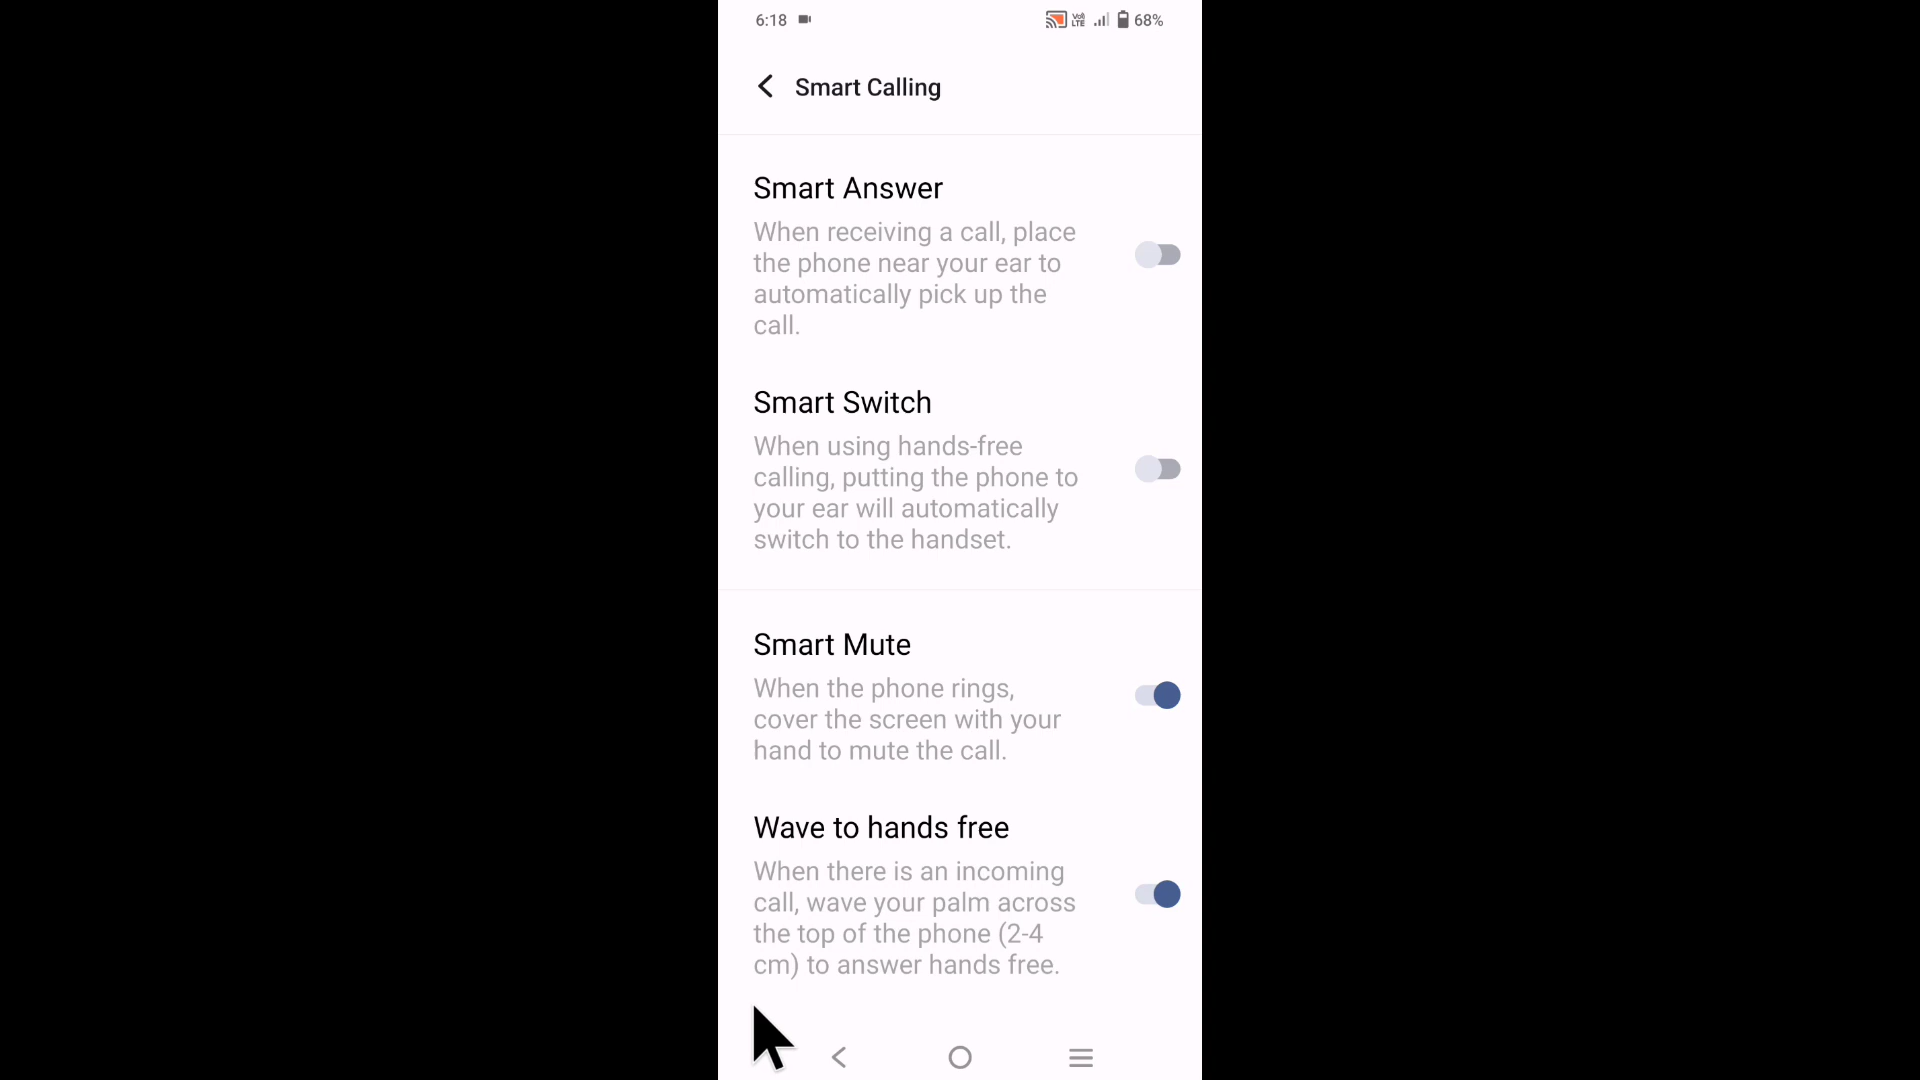 6:18 Vol) LTE 68%
Smart Calling
Smart Answer
When receiving a call, place
the phone near your ear to
automatically pick up the
call.
Smart Switch
When using hands-free
calling, putting the phone to
your ear will automatically
switch to the handset.
Smart Mute
When the phone rings,
cover the screen with your
hand to mute the call.
Wave to hands free
When there is an incoming
call, wave your palm across
the top of the phone (2-4
cm) to answer hands free.